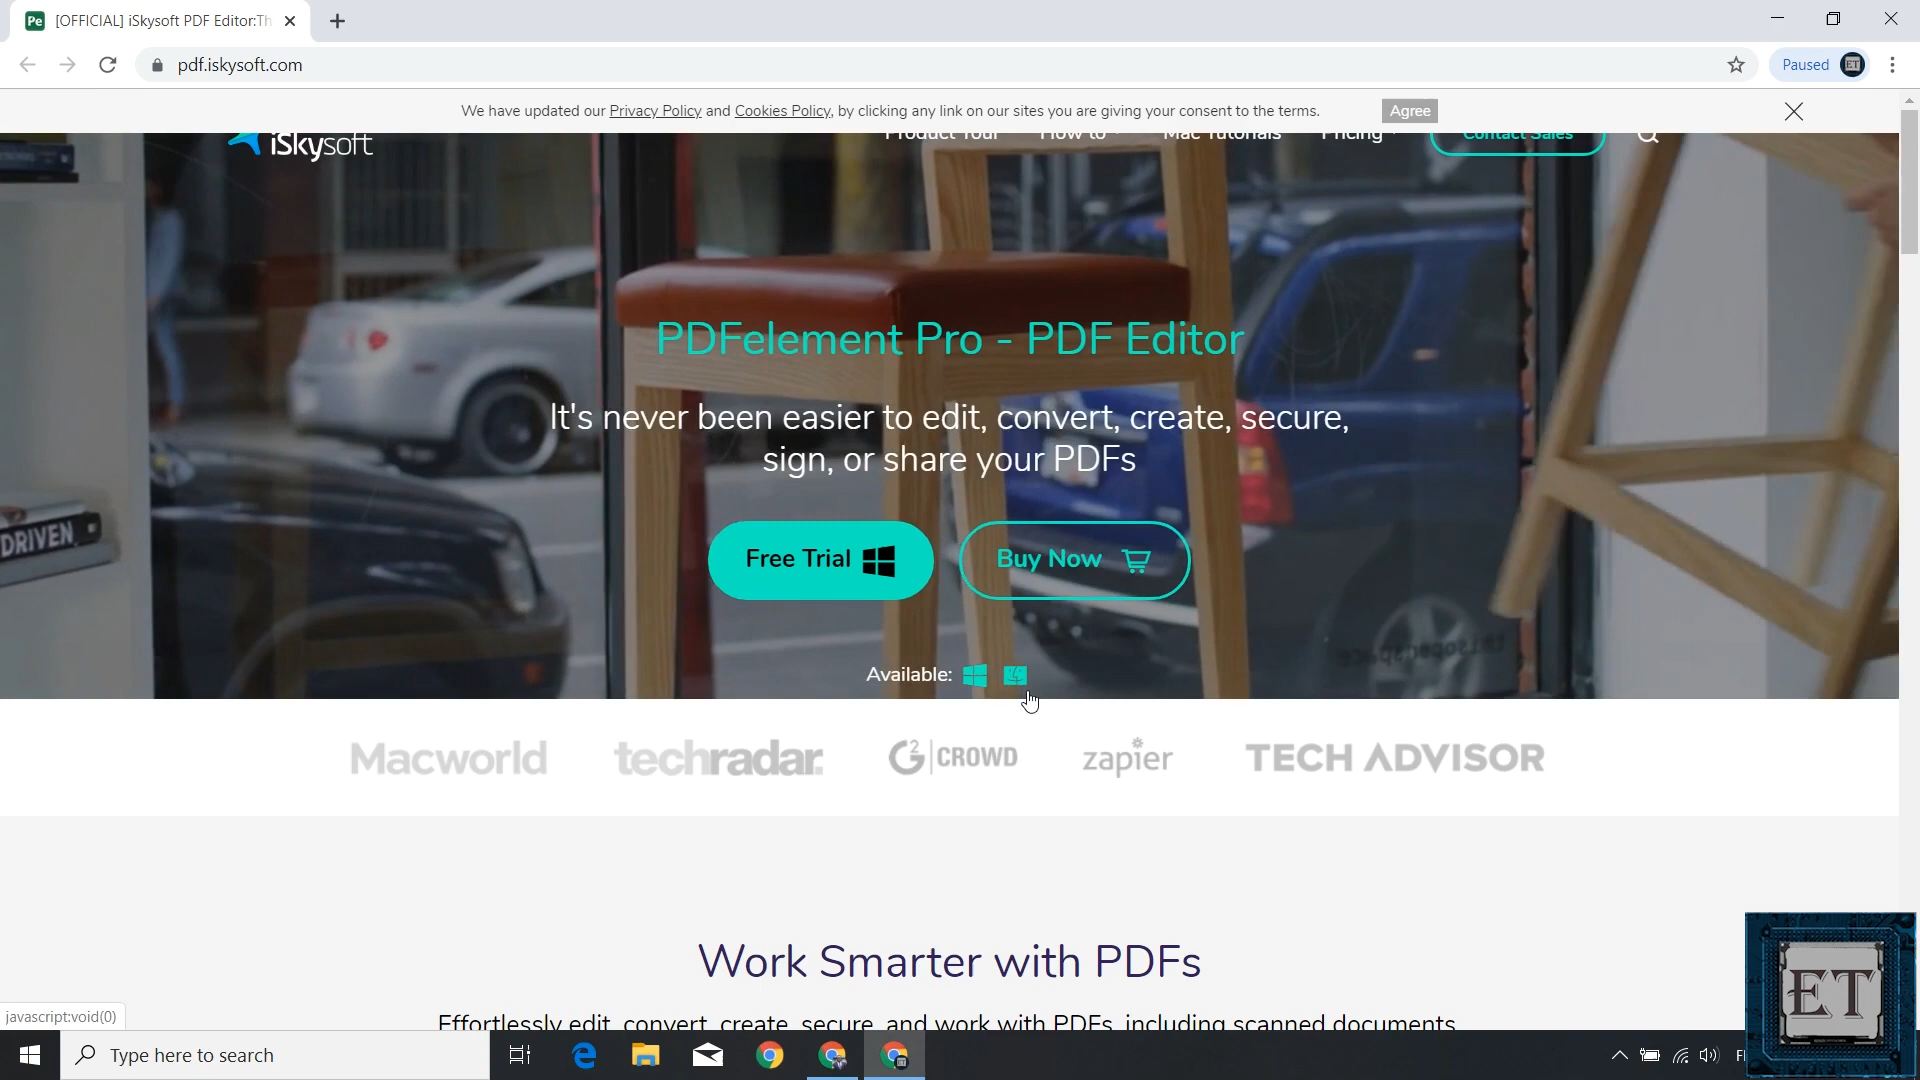 [OFFICIAL] iSkysoft PDF Editor:Th
pdf.iskysoft.com
Paused
We have updated our Privacy Policy and Cookies Policy, by clicking any link on our sites you are giving your consent to the terms.
Agree
iSkysoft
Product Tour
How to
Mac Tutorials
Pricing
Contact Sales
PDFelement Pro - PDF Editor
It's never been easier to edit, convert, create, secure,
sign, or share your PDFs
DRIVEN
Free Trial
Buy Now
Available:
Macworld
techradar.
G2 | CROWD
zapier
TECH ADVISOR
Work Smarter with PDFs
Effortlessly edit, convert, create, secure, and work with PDFs, including scanned documents
javascript:void(0)
Type here to search
ET